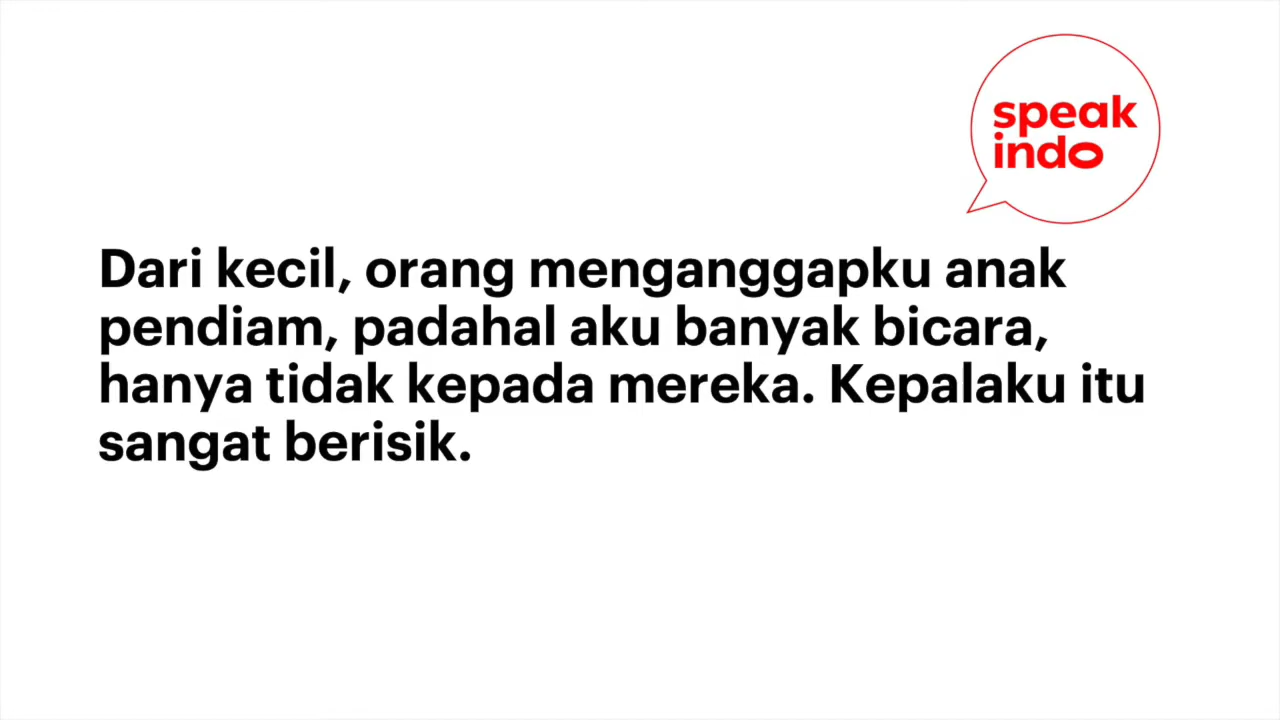 speak
indo
Dari kecil, orang menganggapku anak
pendiam, padahal aku banyak bicara,
hanya tidak kepada mereka. Kepalaku itu
sangat berisik.